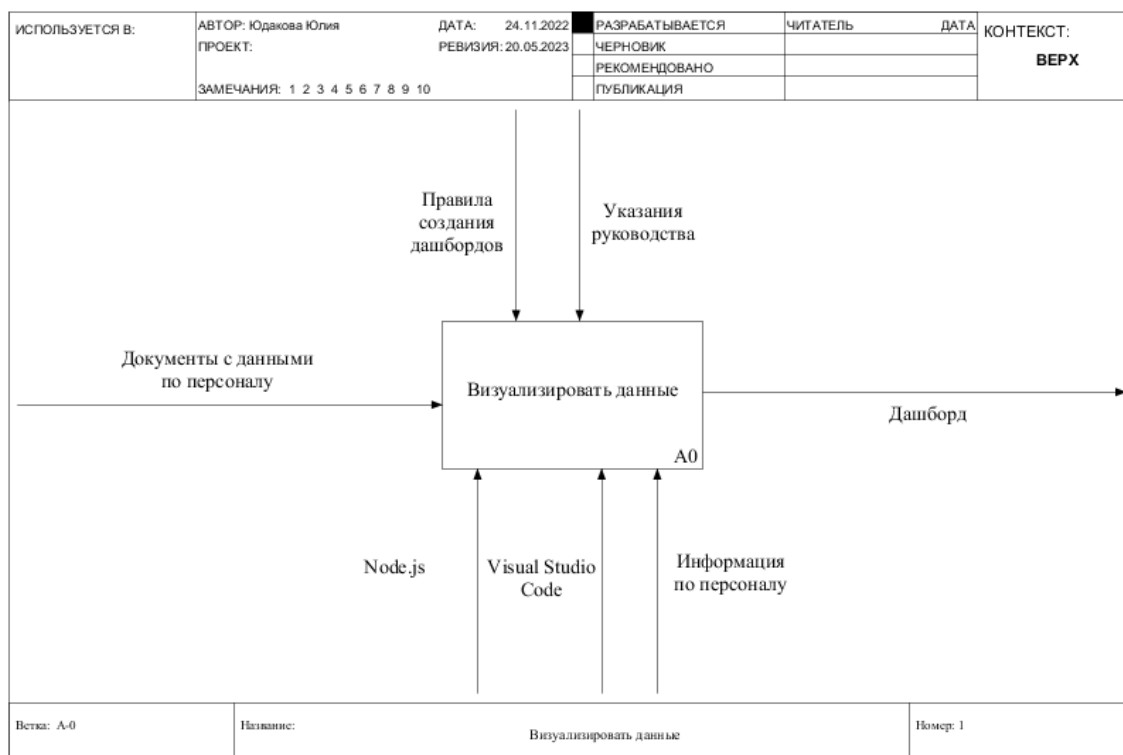 ИСПОЛЬЗУЕТСЯ В:
АВТОР: Юдакова Юлия
ДАТА: 24.11.2022
ПРОЕКТ:
РЕВИЗИЯ: 20.05.2023
ЗАМЕЧАНИЯ: 1 2 3 4 5 6 7 8 9 10
РАЗРАБАТЫВАЕТСЯ
ЧЕРНОВИК
РЕКОМЕНДОВАНО
ПУБЛИКАЦИЯ
ЧИТАТЕЛЬ
ДАТА
КОНТЕКСТ:
ВЕРХ
Правила
создания
дашбордов
Указания
руководства
Документы с данными
по персоналу
Визуализировать данные
A0
Дашборд
Node.js
Visual Studio
Code
Информация
по персоналу
Ветка: A-0
Название:
Визуализировать данные
Номер: 1